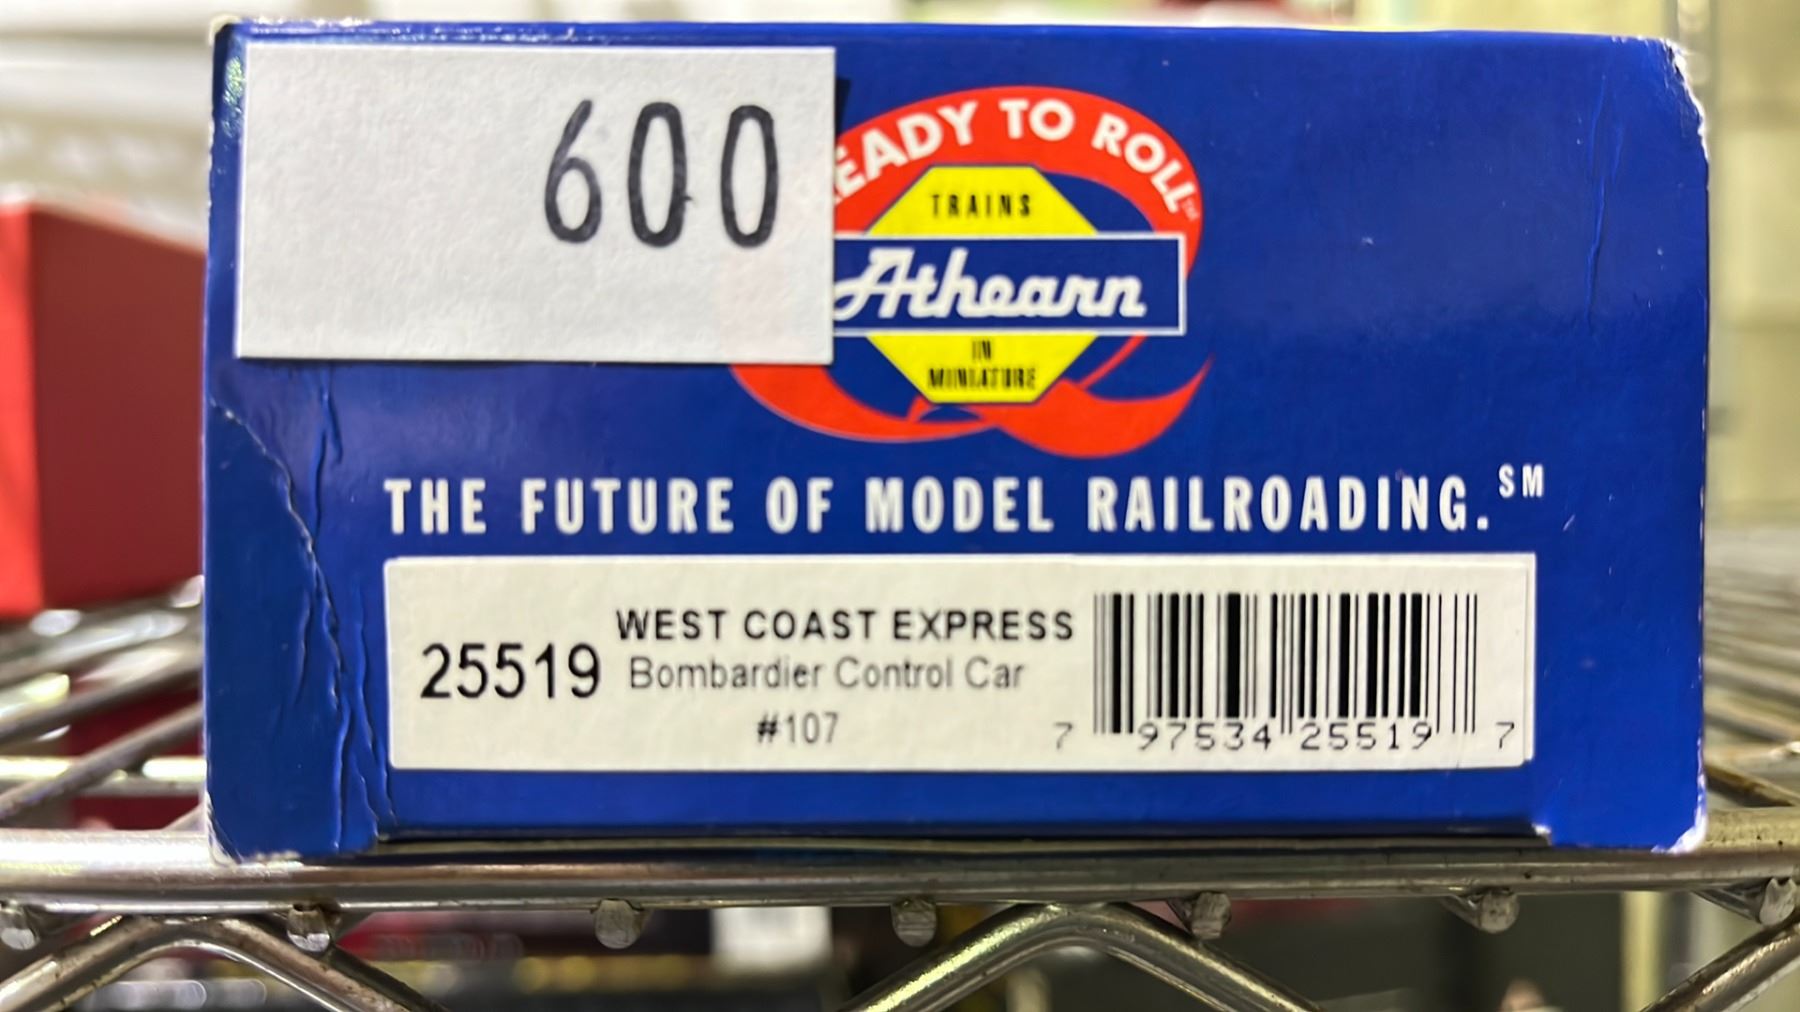 600
READY TO ROLL™
TRAINS
Athearn
IN
MINIATURE
THE FUTURE OF MODEL RAILROADING.℠
25519
WEST COAST EXPRESS
Bombardier Control Car
#107
7 97534 25519 7